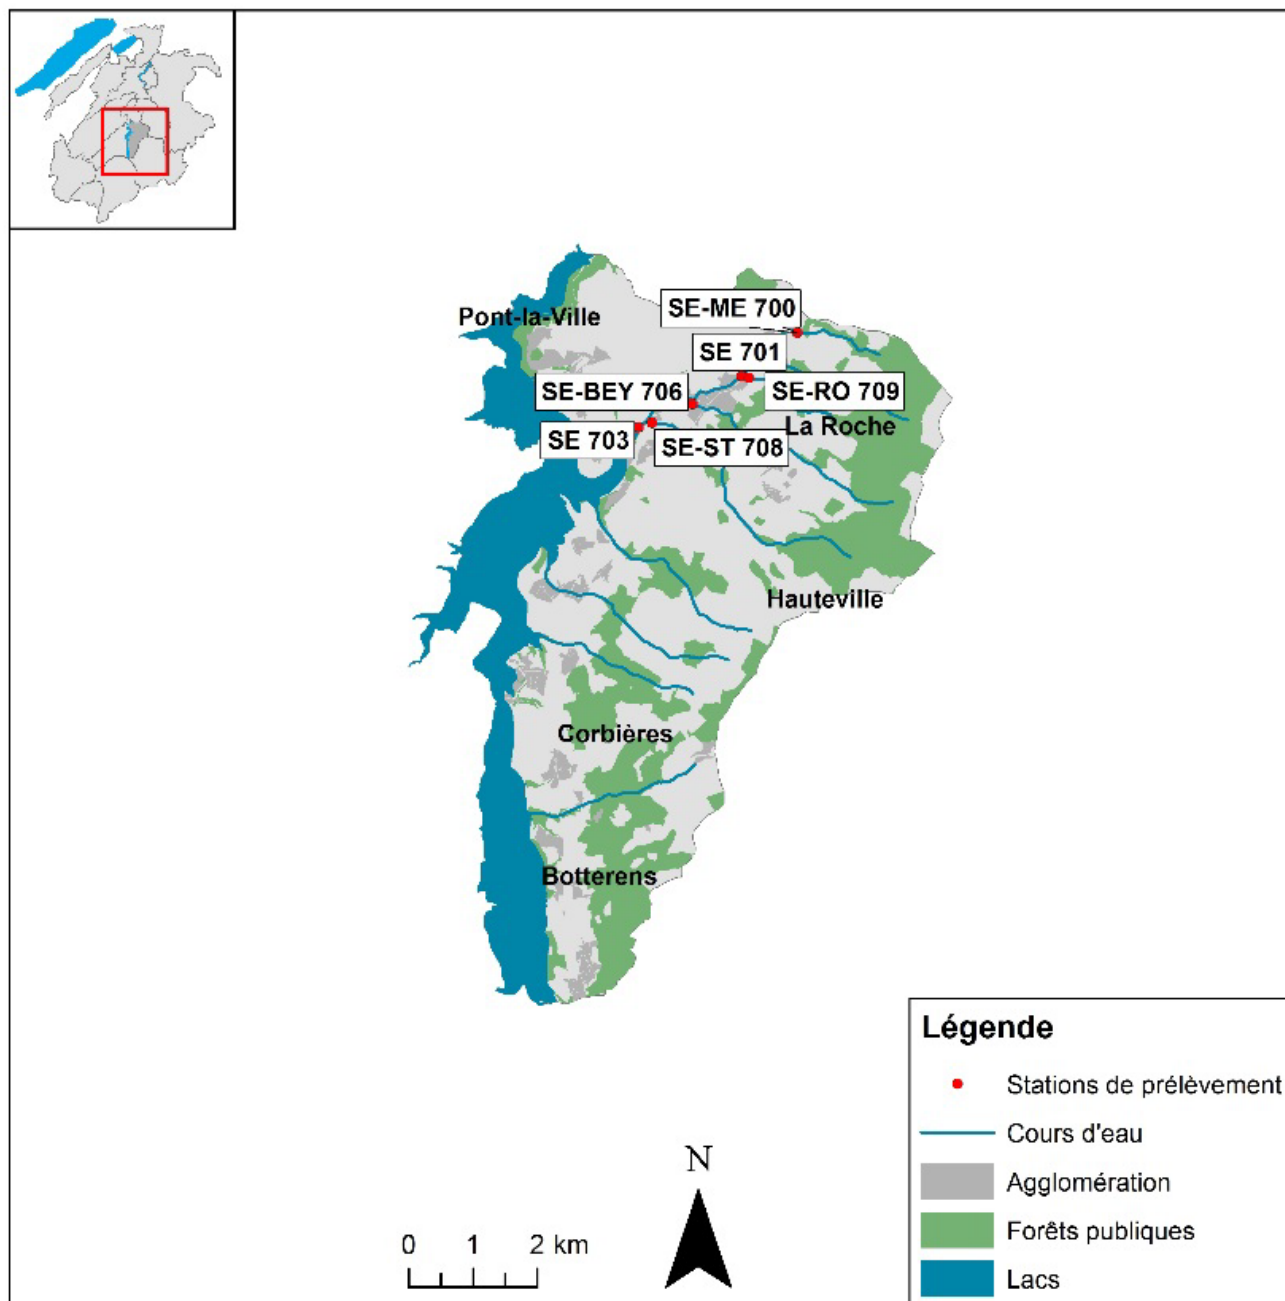 Pont-la-Ville
SE-ME 700
SE 701
SE-BEY 706
SE-RO 709
La Roche
SE 703
SE-ST 708
Hauteville
Corbières
Botterens
Légende
Stations de prélèvement
Cours d'eau
Agglomération
Forêts publiques
Lacs
N
0 1 2 km